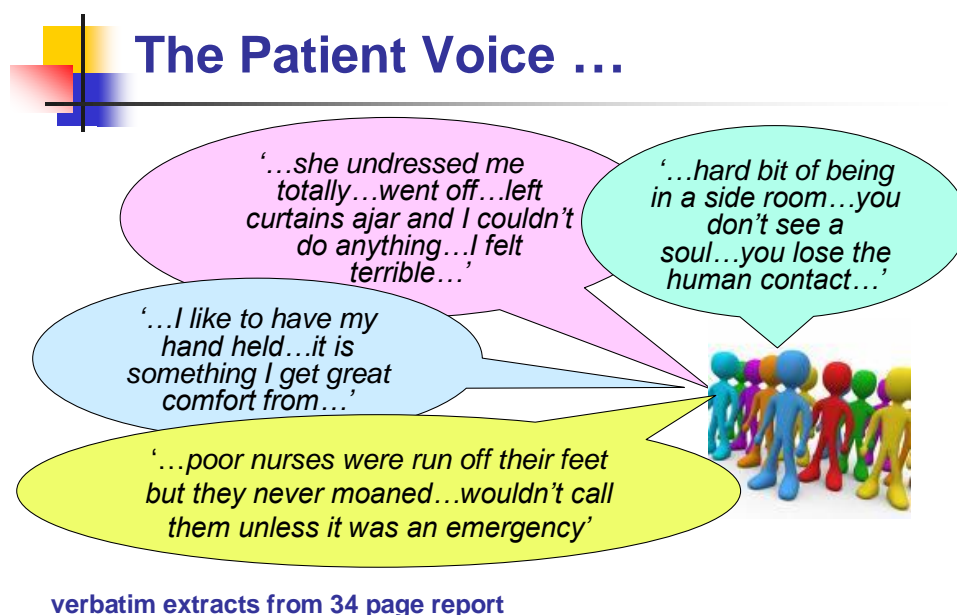 The Patient Voice …
‘…she undressed me
totally…went off…left
curtains ajar and I couldn’t
do anything…I felt
terrible…’
‘…hard bit of being
in a side room…you
don’t see a
soul…you lose the
human contact…’
‘…I like to have my
hand held…it is
something I get great
comfort from…’
‘…poor nurses were run off their feet
but they never moaned…wouldn’t call
them unless it was an emergency’
verbatim extracts from 34 page report